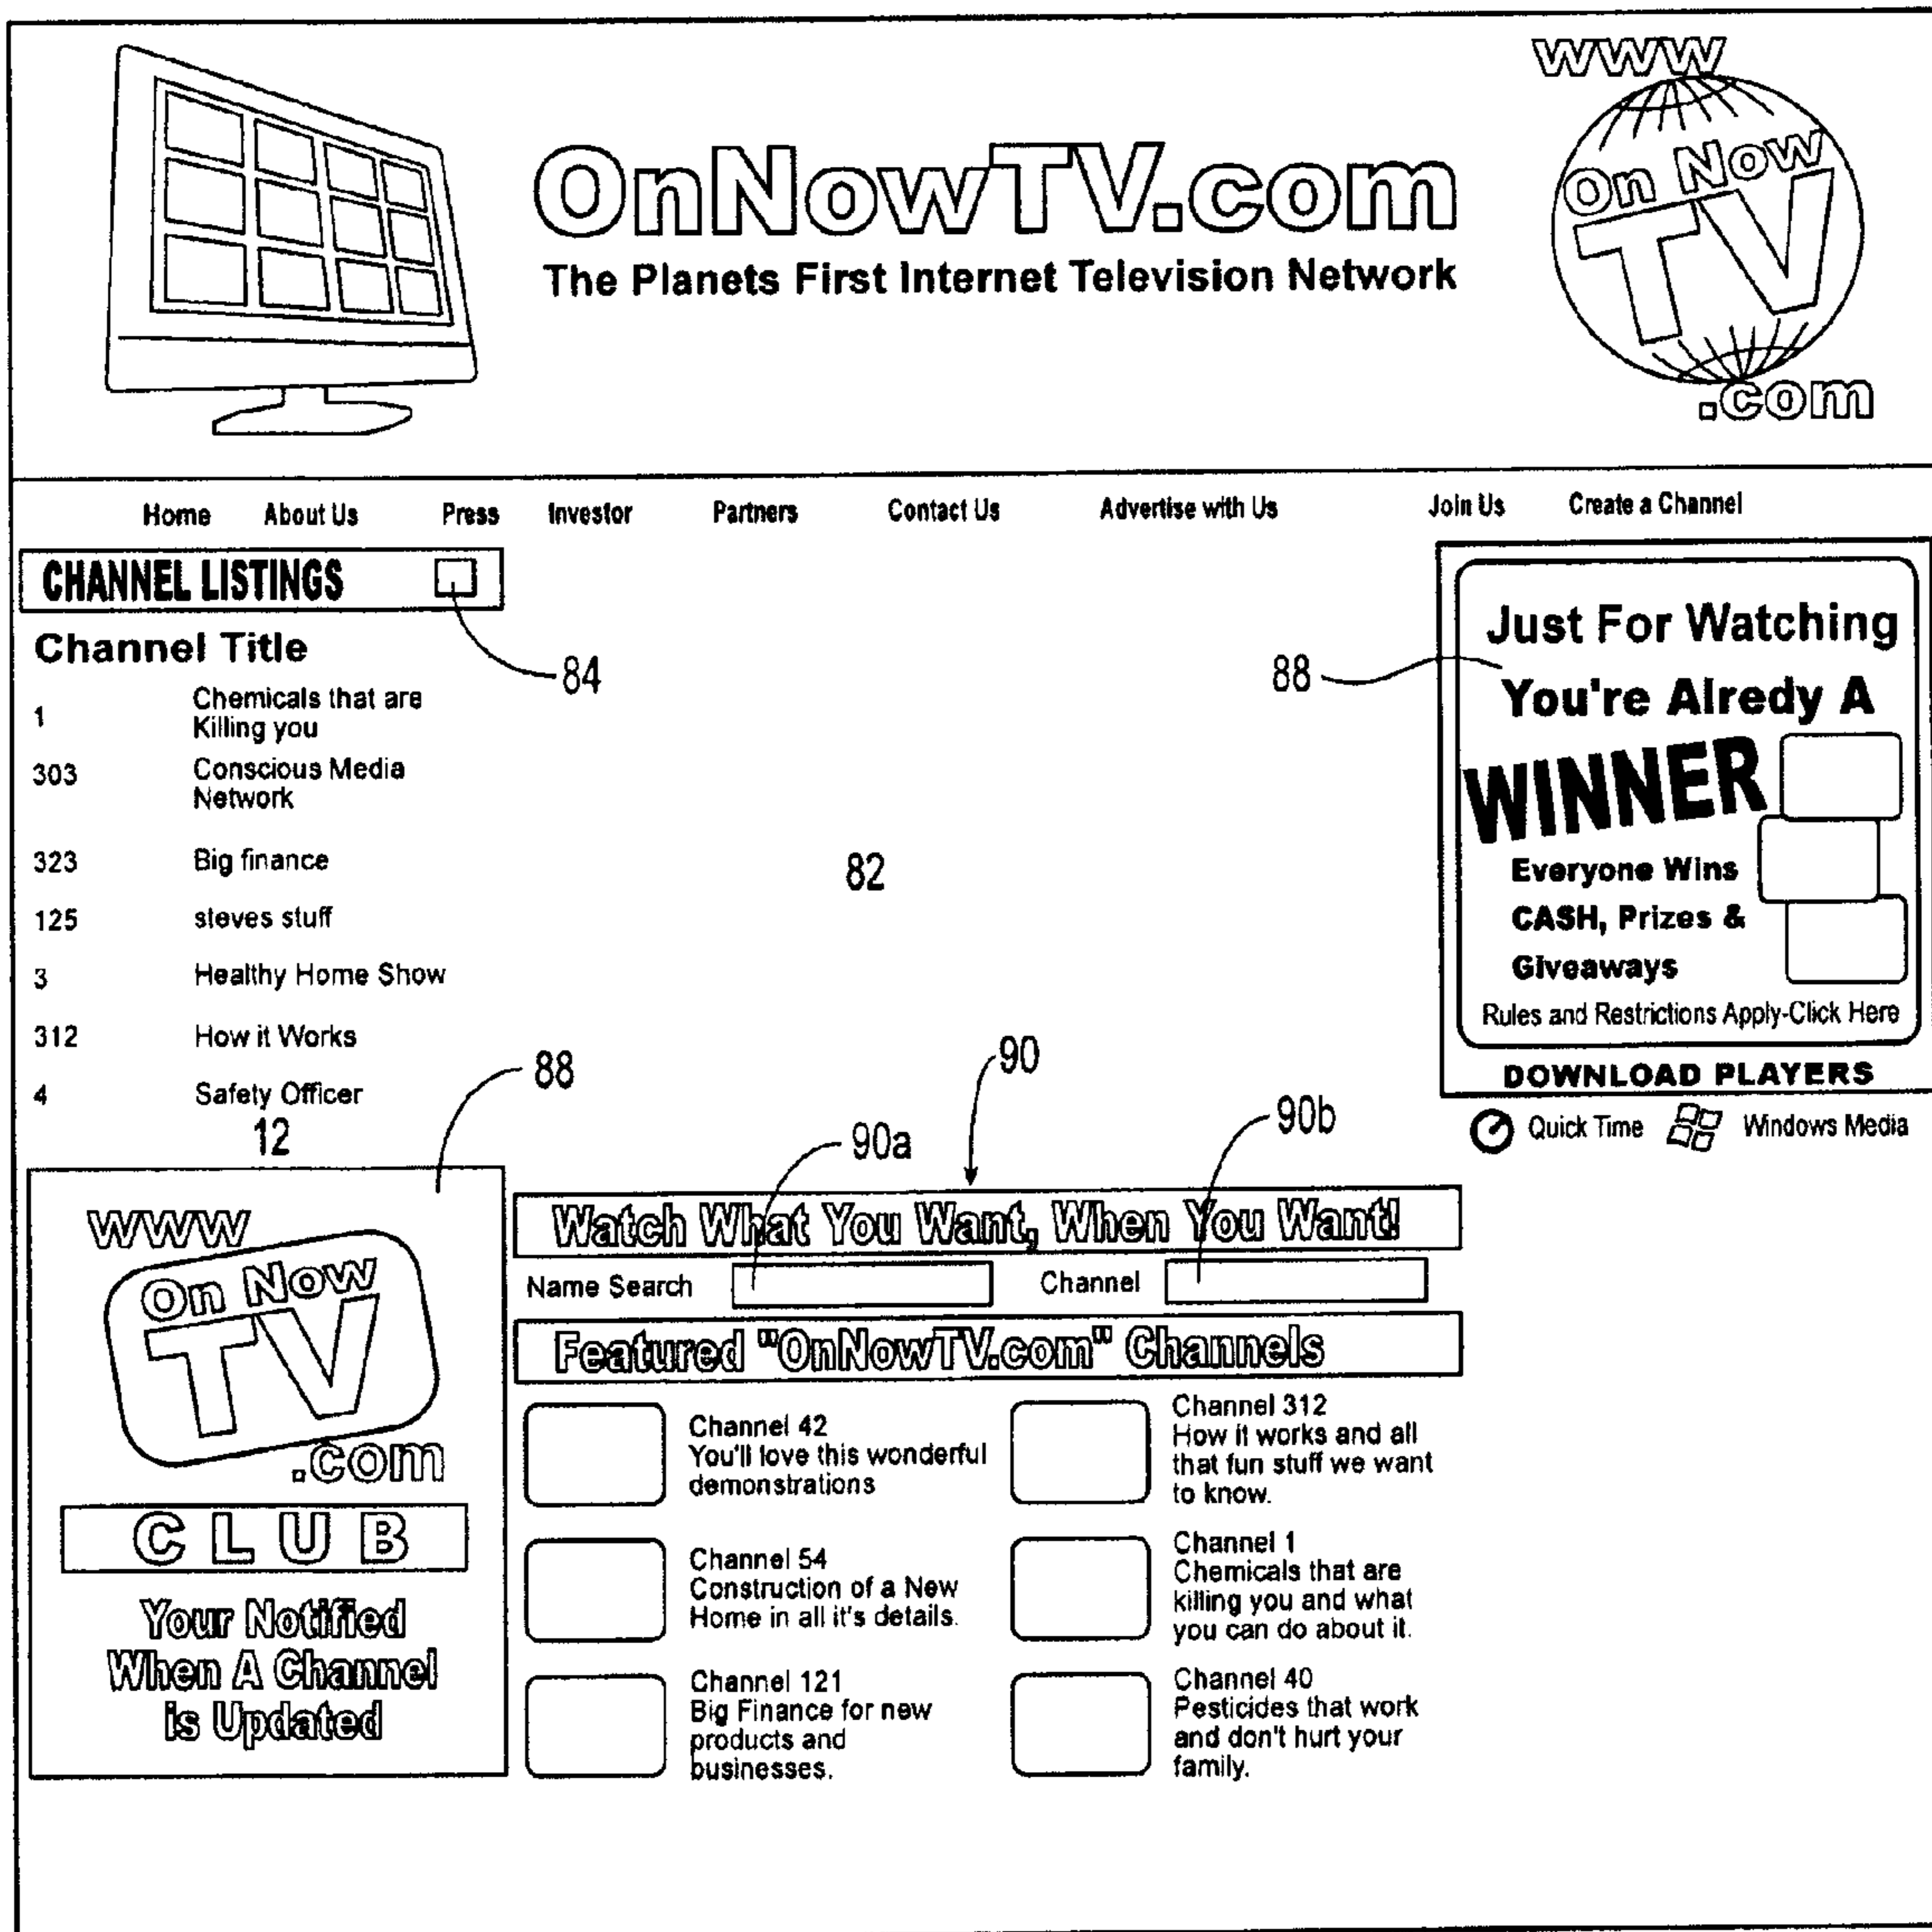 OnNowTV.com
The Planets First Internet Television Network
www
On Now
TV
.com
Home About Us Press Investor Partners Contact Us Advertise with Us Join Us Create a Channel
CHANNEL LISTINGS
84
Channel Title
1 Chemicals that are
Killing you
303 Conscious Media
Network
323 Big finance
125 steves stuff
3 Healthy Home Show
312 How it Works
4 Safety Officer
12
82
88
Just For Watching
You're Alredy A
WINNER
Everyone Wins
CASH, Prizes &
Giveaways
Rules and Restrictions Apply-Click Here
DOWNLOAD PLAYERS
Quick Time Windows Media
88
www
On Now
TV
.com
CLUB
Your Notified
When A Channel
is Updated
90
90a
90b
Watch What You Want, When You Want!
Name Search Channel
Featured "OnNowTV.com" Channels
Channel 42
You'll love this wonderful
demonstrations
Channel 312
How it works and all
that fun stuff we want
to know.
Channel 54
Construction of a New
Home in all it's details.
Channel 1
Chemicals that are
killing you and what
you can do about it.
Channel 121
Big Finance for new
products and
businesses.
Channel 40
Pesticides that work
and don't hurt your
family.